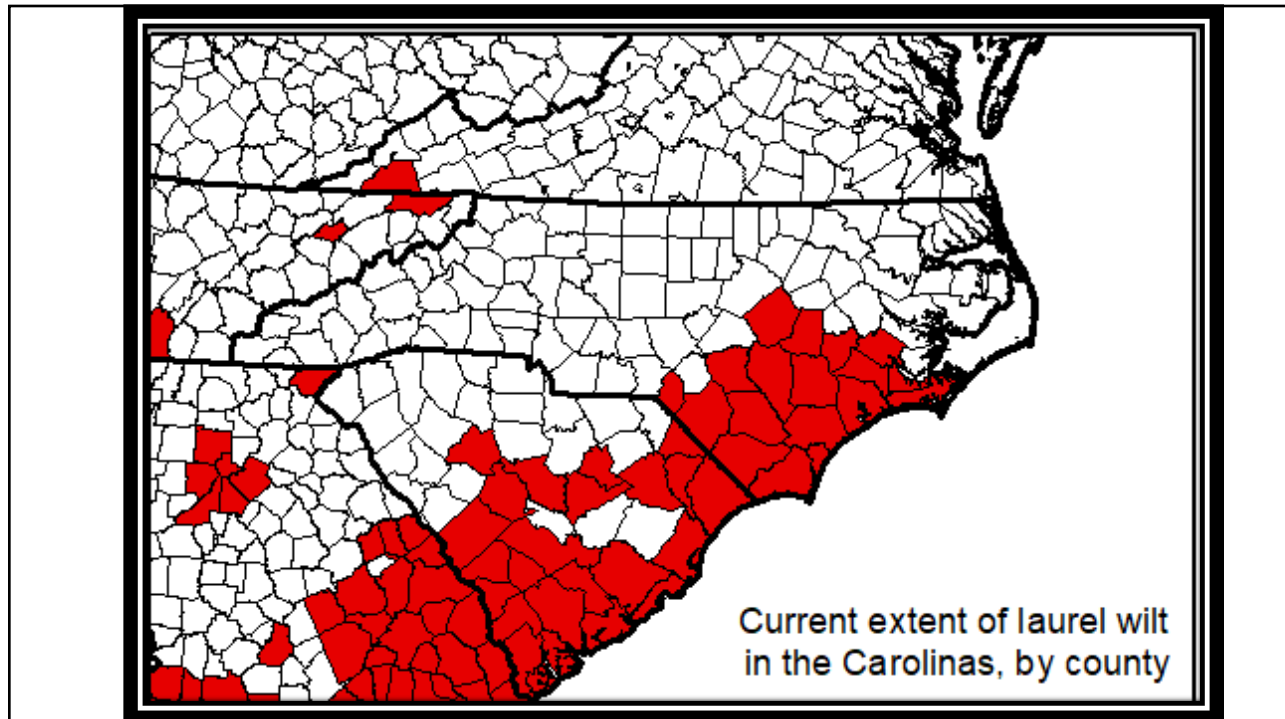 Current extent of laurel wilt
in the Carolinas, by county